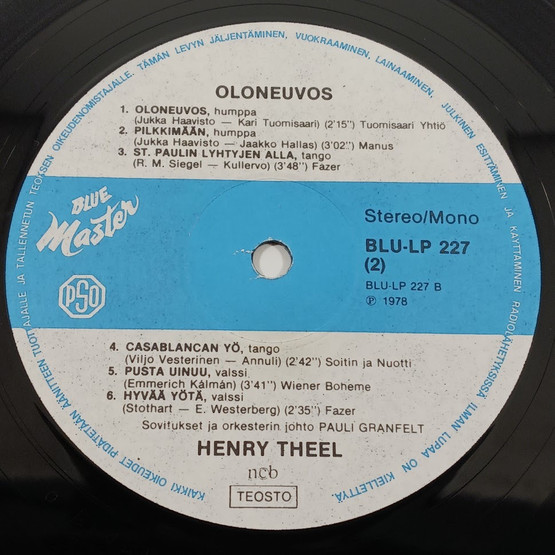 OLONEUVOS
1. OLONEUVOS, humppa
(Jukka Haavisto — Kari Tuomisaari) (2'15") Tuomisaari Yhtiö
2. PILKKIMÄÄN, humppa
(Jukka Haavisto — Jaakko Hallas) (3'02") Manus
3. ST. PAULIN LYHTYJEN ALLA, tango
(R. M. Siegel — Kullervo) (3'48") Fazer
BLUE
Master
PSO
Stereo/Mono
BLU-LP 227
(2)
BLU-LP 227 B
℗ 1978
4. CASABLANCAN YÖ, tango
(Viljo Vesterinen — Annuli) (2'42") Soitin ja Nuotti
5. PUSTA UINUU, valssi
(Emmerich Kálmán) (3'41") Wiener Boheme
6. HYVÄÄ YÖTÄ, valssi
(Stothart — E. Westerberg) (2'35") Fazer
Sovitukset ja orkesterin johto PAULI GRANFELT
HENRY THEEL
ncb
TEOSTO
KAIKKI OIKEUDET PIDÄTETÄÄN ÄÄNITTEEN TUOTTAJALLE JA TALLENNETUN TEOKSEN OIKEUDENOMISTAJALLE. TÄMÄN LEVYN JÄLJENTÄMINEN, VUOKRAAMINEN, LAINAAMINEN, JULKINEN ESITTÄMINEN JA KÄYTTÄMINEN RADIOLÄHETYKSISSÄ ILMAN LUPAA ON KIELLETTYÄ.